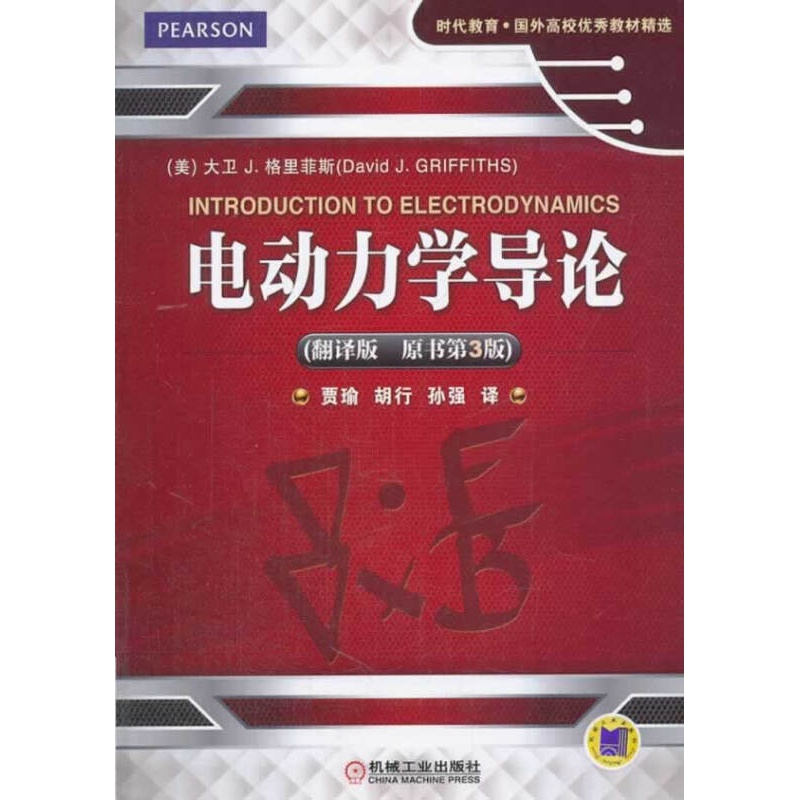 PEARSON
时代教育·国外高校优秀教材精选
(美) 大卫 J. 格里菲斯(David J. GRIFFITHS)
INTRODUCTION TO ELECTRODYNAMICS
电动力学导论
(翻译版 原书第3版)
贾瑜 胡行 孙强 译
机械工业出版社
CHINA MACHINE PRESS